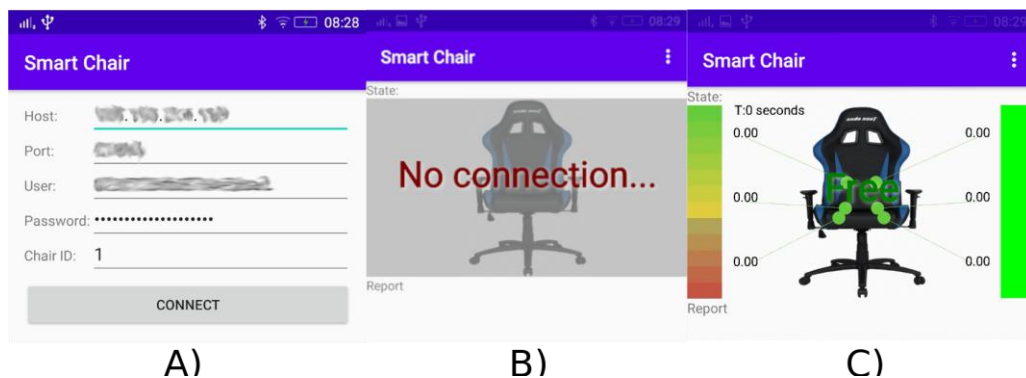 08:28
Smart Chair
Host:
Port:
User:
Password: ••••••••••••••••••••
Chair ID: 1
CONNECT
A)
08:29
Smart Chair
State:
No connection...
Report
B)
08:29
Smart Chair
State:
T:0 seconds
0.00 0.00
Free
0.00 0.00
0.00 0.00
Report
C)